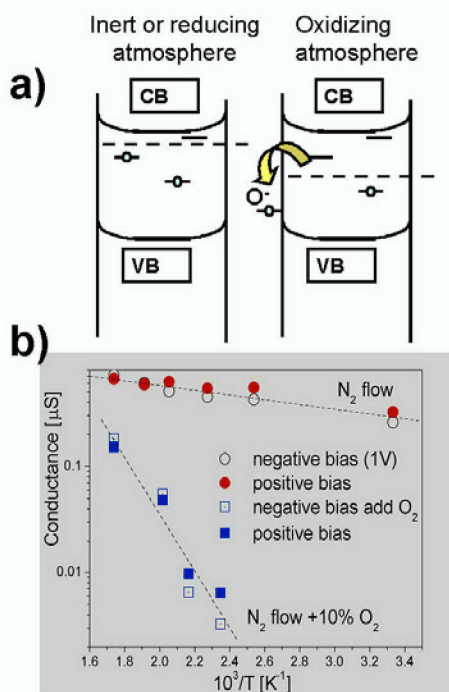 Inert or reducing
atmosphere
Oxidizing
atmosphere
a)
CB
CB
O-
VB
VB
b)
Conductance [µS]
0.1
0.01
N2 flow
negative bias (1V)
positive bias
negative bias add O2
positive bias
N2 flow +10% O2
1.6 1.8 2.0 2.2 2.4 2.6 2.8 3.0 3.2 3.4
10³/T [K⁻¹]